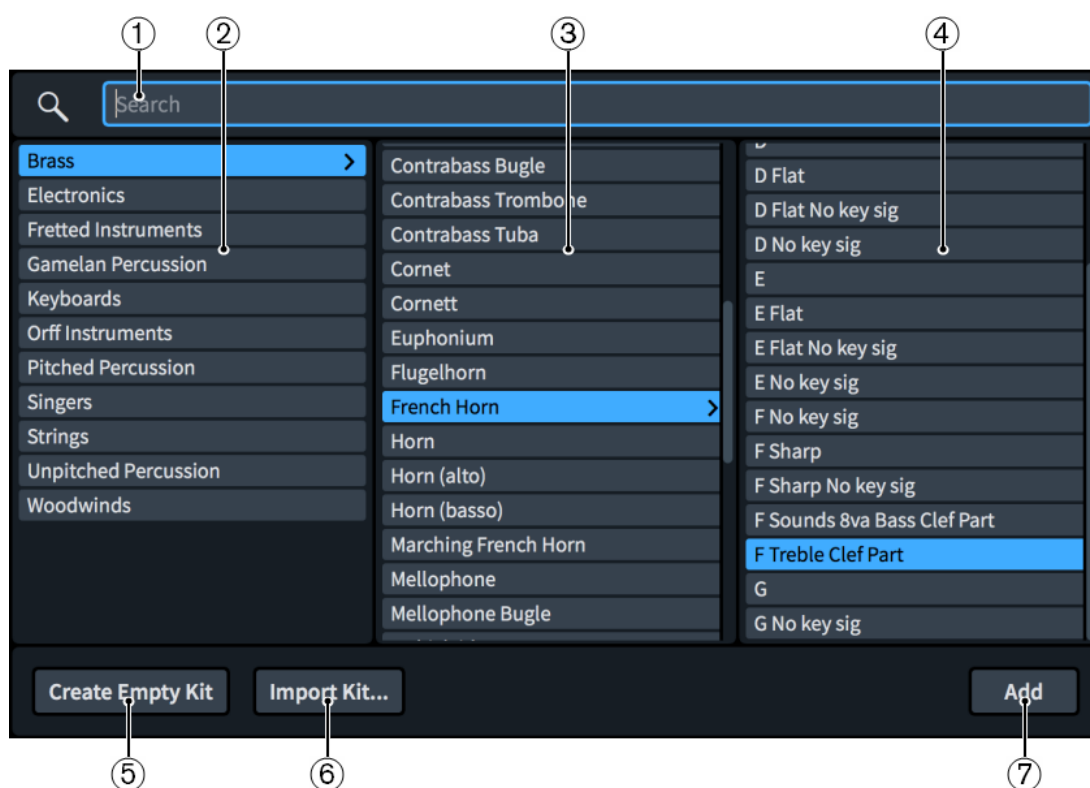 ① ② ③ ④
Search
Brass
Electronics
Fretted Instruments
Gamelan Percussion
Keyboards
Orff Instruments
Pitched Percussion
Singers
Strings
Unpitched Percussion
Woodwinds
Contrabass Bugle
Contrabass Trombone
Contrabass Tuba
Cornet
Cornett
Euphonium
Flugelhorn
French Horn
Horn
Horn (alto)
Horn (basso)
Marching French Horn
Mellophone
Mellophone Bugle
D
D Flat
D Flat No key sig
D No key sig
E
E Flat
E Flat No key sig
E No key sig
F No key sig
F Sharp
F Sharp No key sig
F Sounds 8va Bass Clef Part
F Treble Clef Part
G
G No key sig
Create Empty Kit Import Kit... Add
⑤ ⑥ ⑦